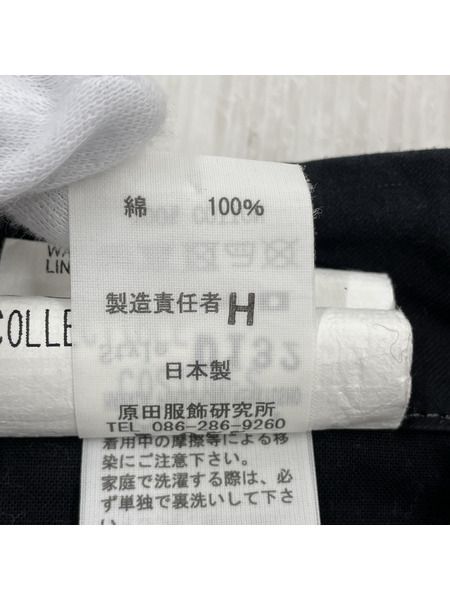 綿 100%
WA
LIN
COLLE
製造責任者 H
日本製
原田服飾研究所
TEL 086-286-9260
着用中の摩擦等による移
染にご注意下さい。
家庭で洗濯する際は、必
ず単独で裏洗いして下さ
い。